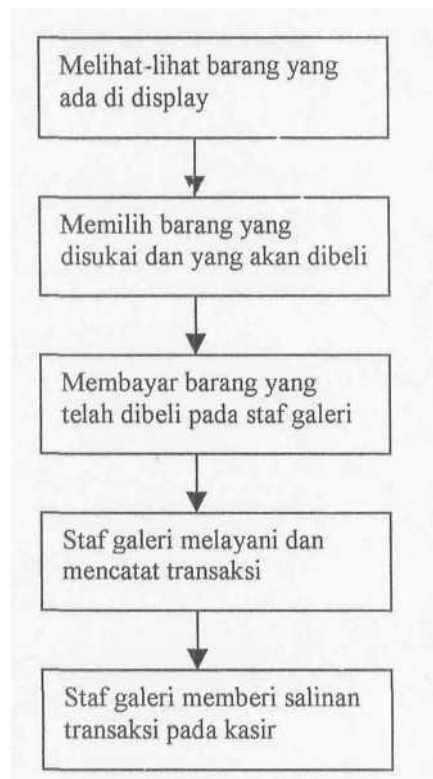 Melihat-lihat barang yang
ada di display
Memilih barang yang
disukai dan yang akan dibeli
Membayar barang yang
telah dibeli pada staf galeri
Staf galeri melayani dan
mencatat transaksi
Staf galeri memberi salinan
transaksi pada kasir